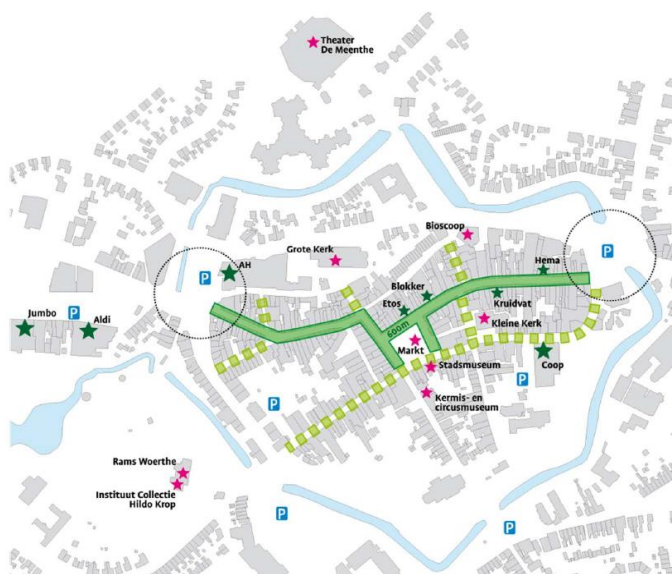 Theater
De Meenthe
Bioscoop
Grote Kerk
P
AH
P
Hema
Blokker
Etos
Kruidvat
Jumbo
P
Aldi
600m
Kleine Kerk
Markt
Stadsmuseum
Coop
P
Kermis- en
circusmuseum
P
Rams Woerthe
Instituut Collectie
Hildo Krop
P
P